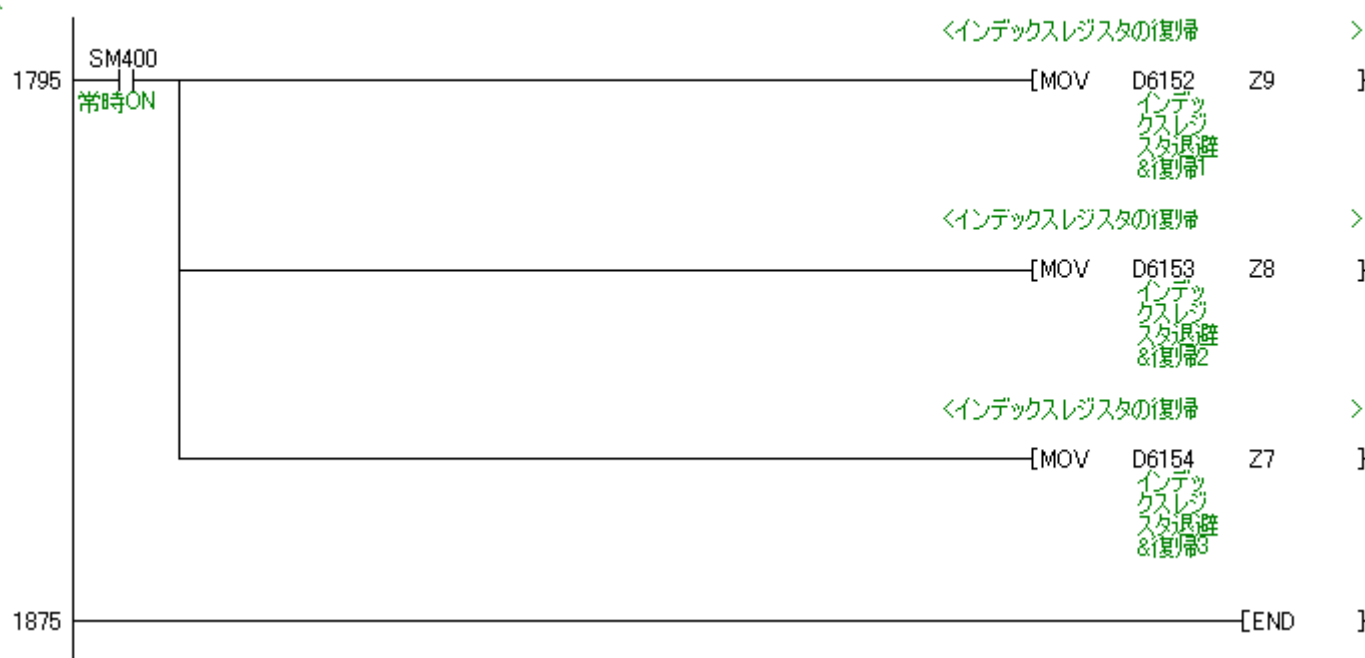 <インデックスレジスタの復帰 >
SM400
1795 [MOV D6152 Z9 ]
常時ON
インデッ
クスレジ
スタ退避
&復帰1
<インデックスレジスタの復帰 >
[MOV D6153 Z8 ]
インデッ
クスレジ
スタ退避
&復帰2
<インデックスレジスタの復帰 >
[MOV D6154 Z7 ]
インデッ
クスレジ
スタ退避
&復帰3
1875 [END ]